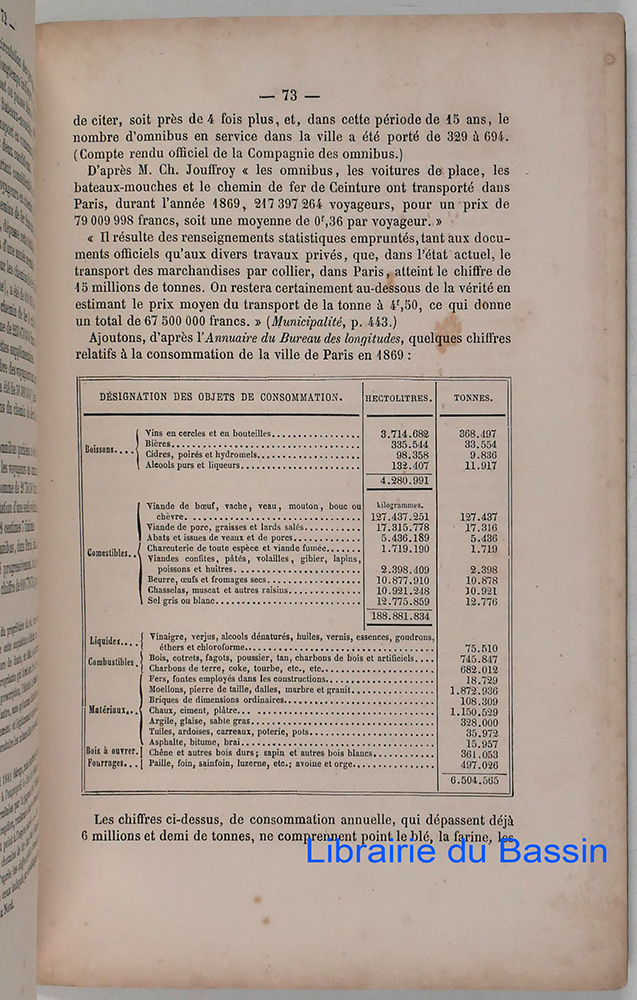 — 73 —
de citer, soit près de 4 fois plus, et, dans cette période de 15 ans, le
nombre d'omnibus en service dans la ville a été porté de 329 à 694.
(Compte rendu officiel de la Compagnie des omnibus.)
D'après M. Ch. Jouffroy « les omnibus, les voitures de place, les
bateaux-mouches et le chemin de fer de Ceinture ont transporté dans
Paris, durant l'année 1869, 217 397 264 voyageurs, pour un prix de
79 009 998 francs, soit une moyenne de 0f,36 par voyageur. »
« Il résulte des renseignements statistiques empruntés, tant aux docu-
ments officiels qu'aux divers travaux privés, que, dans l'état actuel, le
transport des marchandises par collier, dans Paris, atteint le chiffre de
15 millions de tonnes. On restera certainement au-dessous de la vérité en
estimant le prix moyen du transport de la tonne à 4f,50, ce qui donne
un total de 67 500 000 francs. » (Municipalité, p. 443.)
Ajoutons, d'après l'Annuaire du Bureau des longitudes, quelques chiffres
relatifs à la consommation de la ville de Paris en 1869 :
DÉSIGNATION DES OBJETS DE CONSOMMATION. HECTOLITRES. TONNES.
Vins en cercles et en bouteilles 3.714.682 368.497
Boissons.... Bières 335.544 33.554
Cidres, poirés et hydromels 98.358 9.836
Alcools purs et liqueurs 132.407 11.917
4.280.991
Viande de bœuf, vache, veau, mouton, bouc ou kilogrammes.
chèvre 127.437.251 127.437
Viande de porc, graisses et lards salés 17.315.778 17.316
Abats et issues de veaux et de porcs 5.436.189 5.436
Comestibles.. Charcuterie de toute espèce et viande fumée 1.719.190 1.719
Viandes confites, pâtés, volailles, gibier, lapins,
poissons et huîtres 2.398.409 2.398
Beurre, œufs et fromages secs 10.877.910 10.878
Chasselas, muscat et autres raisins 10.921.248 10.921
Sel gris ou blanc 12.775.859 12.776
188.881.834
Liquides.... Vinaigre, verjus, alcools dénaturés, huiles, vernis, essences, goudrons,
éthers et chloroforme 75.510
Combustibles. Bois, cotrets, fagots, poussier, tan, charbons de bois et artificiels 745.847
Charbons de terre, coke, tourbe, etc., etc. 682.012
Fers, fontes employés dans les constructions 18.729
Moellons, pierre de taille, dalles, marbre et granit 1.872.936
Briques de dimensions ordinaires 108.309
Matériaux... Chaux, ciment, plâtre 1.150.529
Argile, glaise, sable gras 328.000
Tuiles, ardoises, carreaux, poterie, pots 35.972
Asphalte, bitume, brai 15.957
Bois à ouvrer. Chêne et autres bois durs; sapin et autres bois blancs 361.053
Fourrages... Paille, foin, sainfoin, luzerne, etc.; avoine et orge 497.026
6.504.565
Les chiffres ci-dessus, de consommation annuelle, qui dépassent déjà
6 millions et demi de tonnes, ne comprennent point le blé, la farine, les
Librairie du Bassin